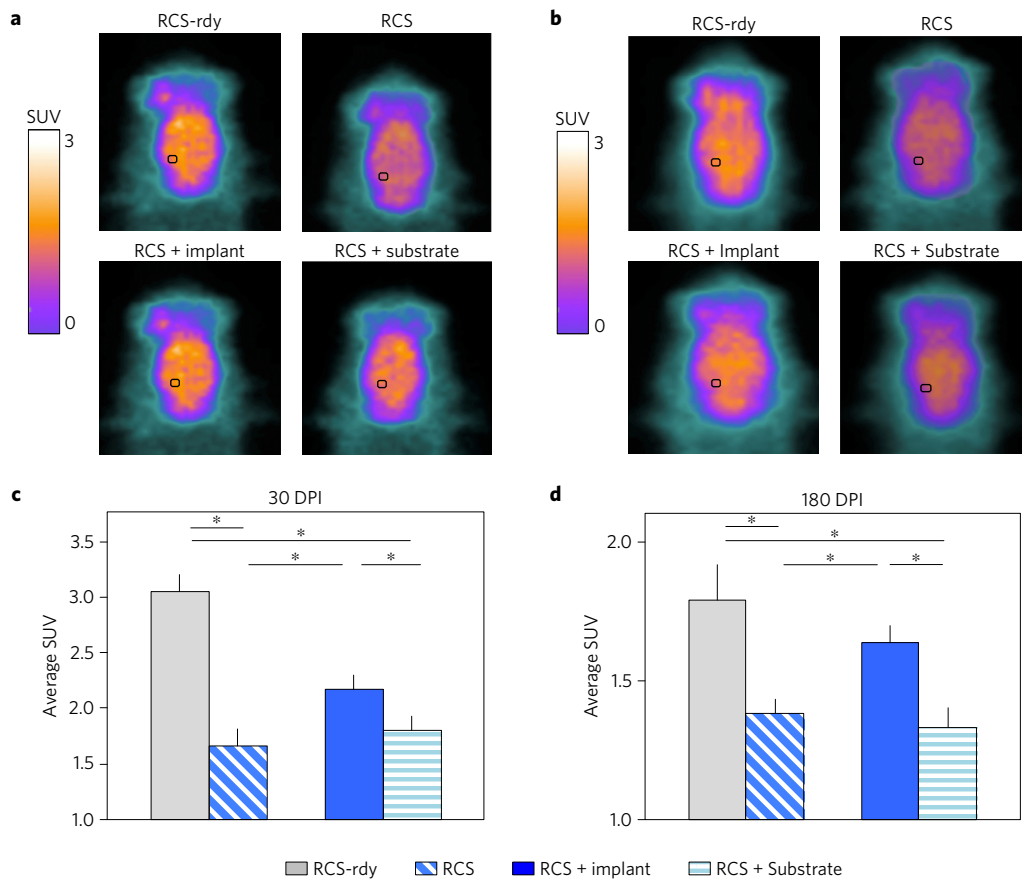 a
RCS-rdy RCS
SUV
3
0
RCS + implant RCS + substrate
b
RCS-rdy RCS
SUV
3
0
RCS + Implant RCS + Substrate
c
30 DPI
* * * *
3.5
3.0
2.5
2.0
1.5
1.0
Average SUV
d
180 DPI
* * * *
2.0
1.5
1.0
Average SUV
RCS-rdy RCS RCS + implant RCS + Substrate